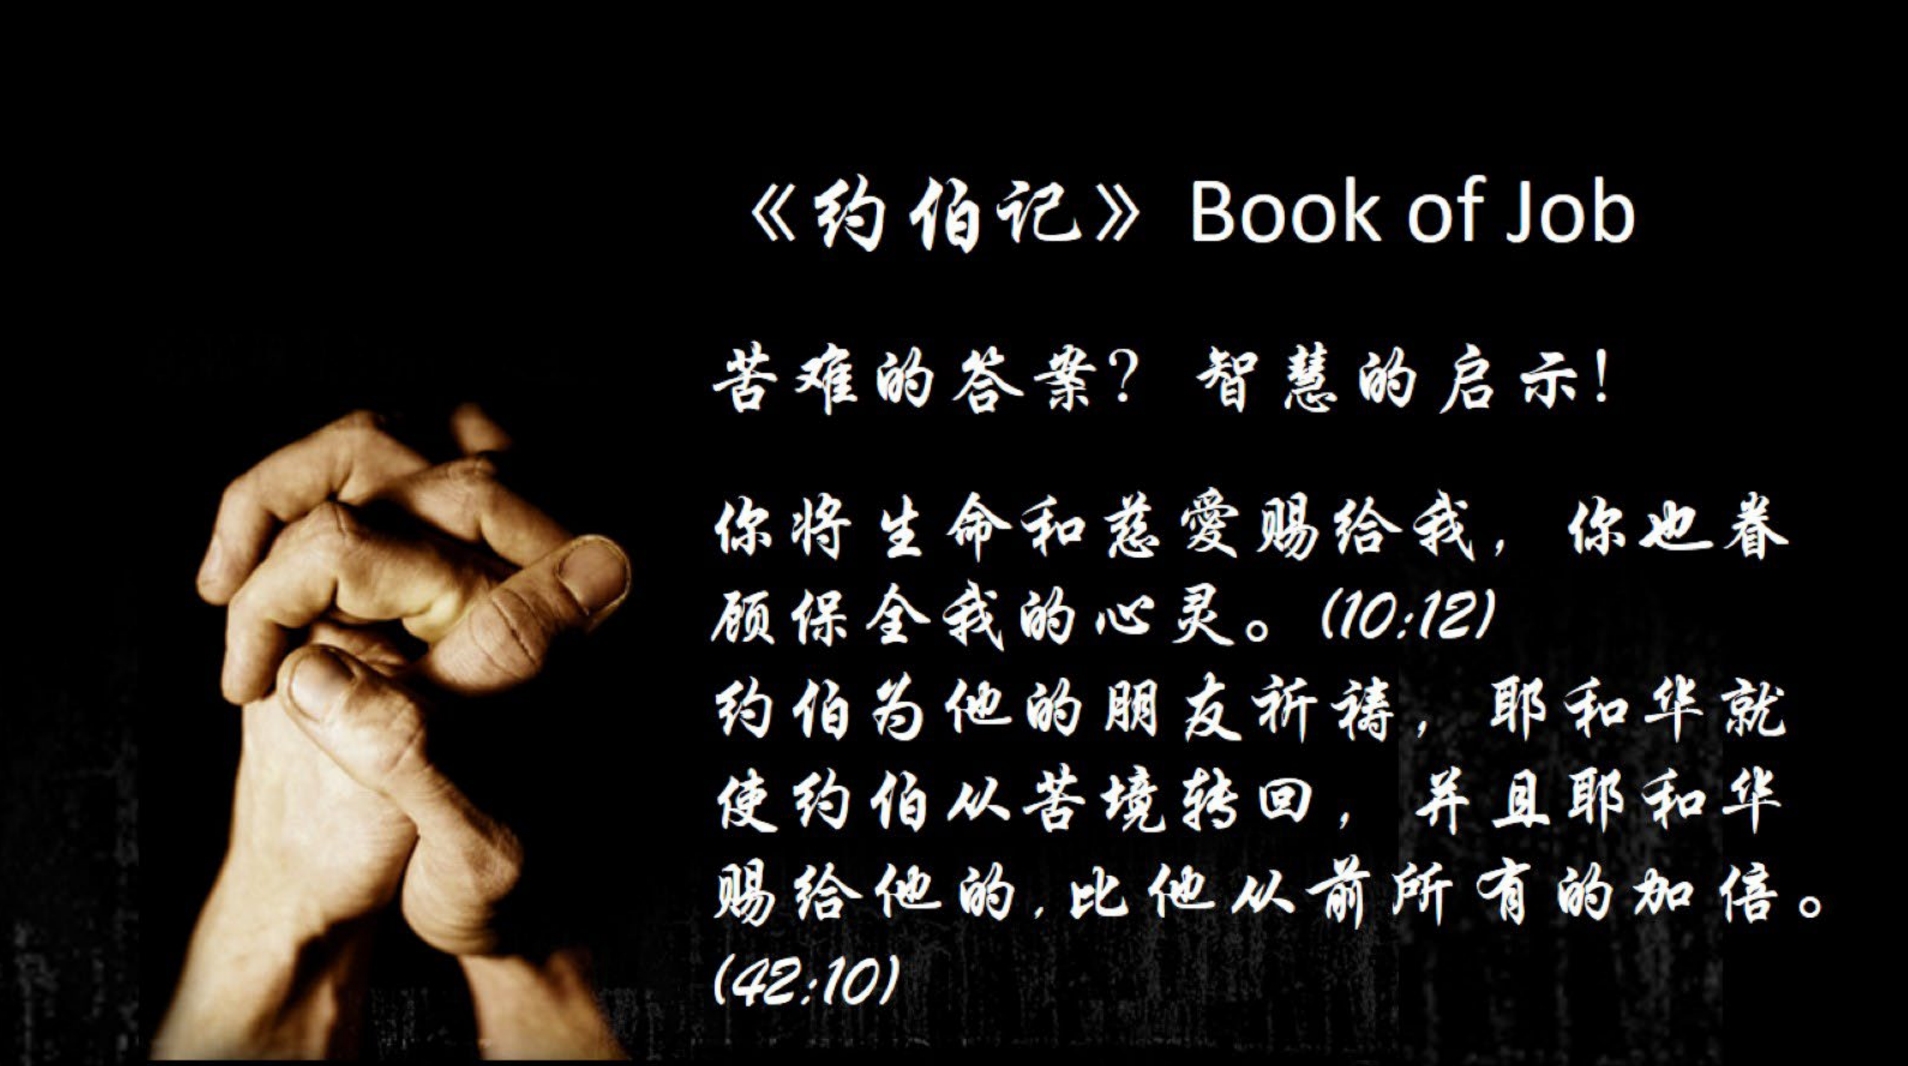 《约伯记》Book of Job
苦难的答案？智慧的启示！
你将生命和慈爱赐给我，你也眷
顾保全我的心灵。(10:12)
约伯为他的朋友祈祷，耶和华就
使约伯从苦境转回，并且耶和华
赐给他的,比他从前所有的加倍。
(42:10)